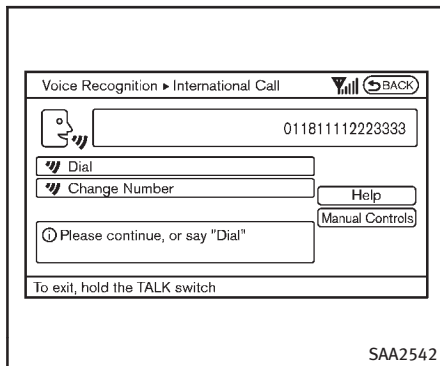 Voice Recognition ▸ International Call
BACK
011811112223333
Dial
Change Number
Help
Manual Controls
Please continue, or say "Dial"
To exit, hold the TALK switch
SAA2542